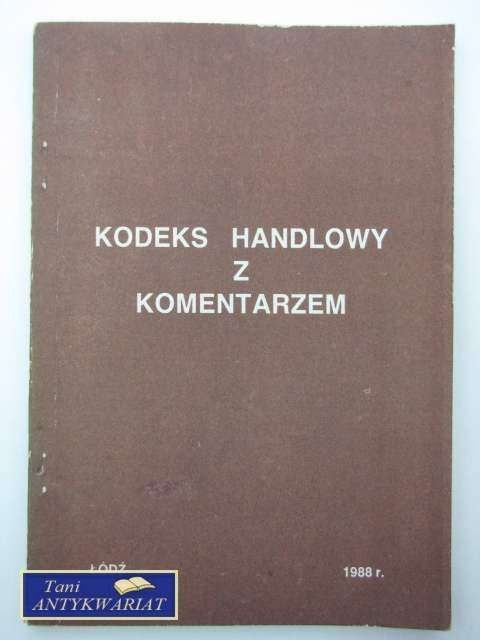 KODEKS HANDLOWY
Z
KOMENTARZEM
ŁÓDŹ
1988 r.
Tani
ANTYKWARIAT